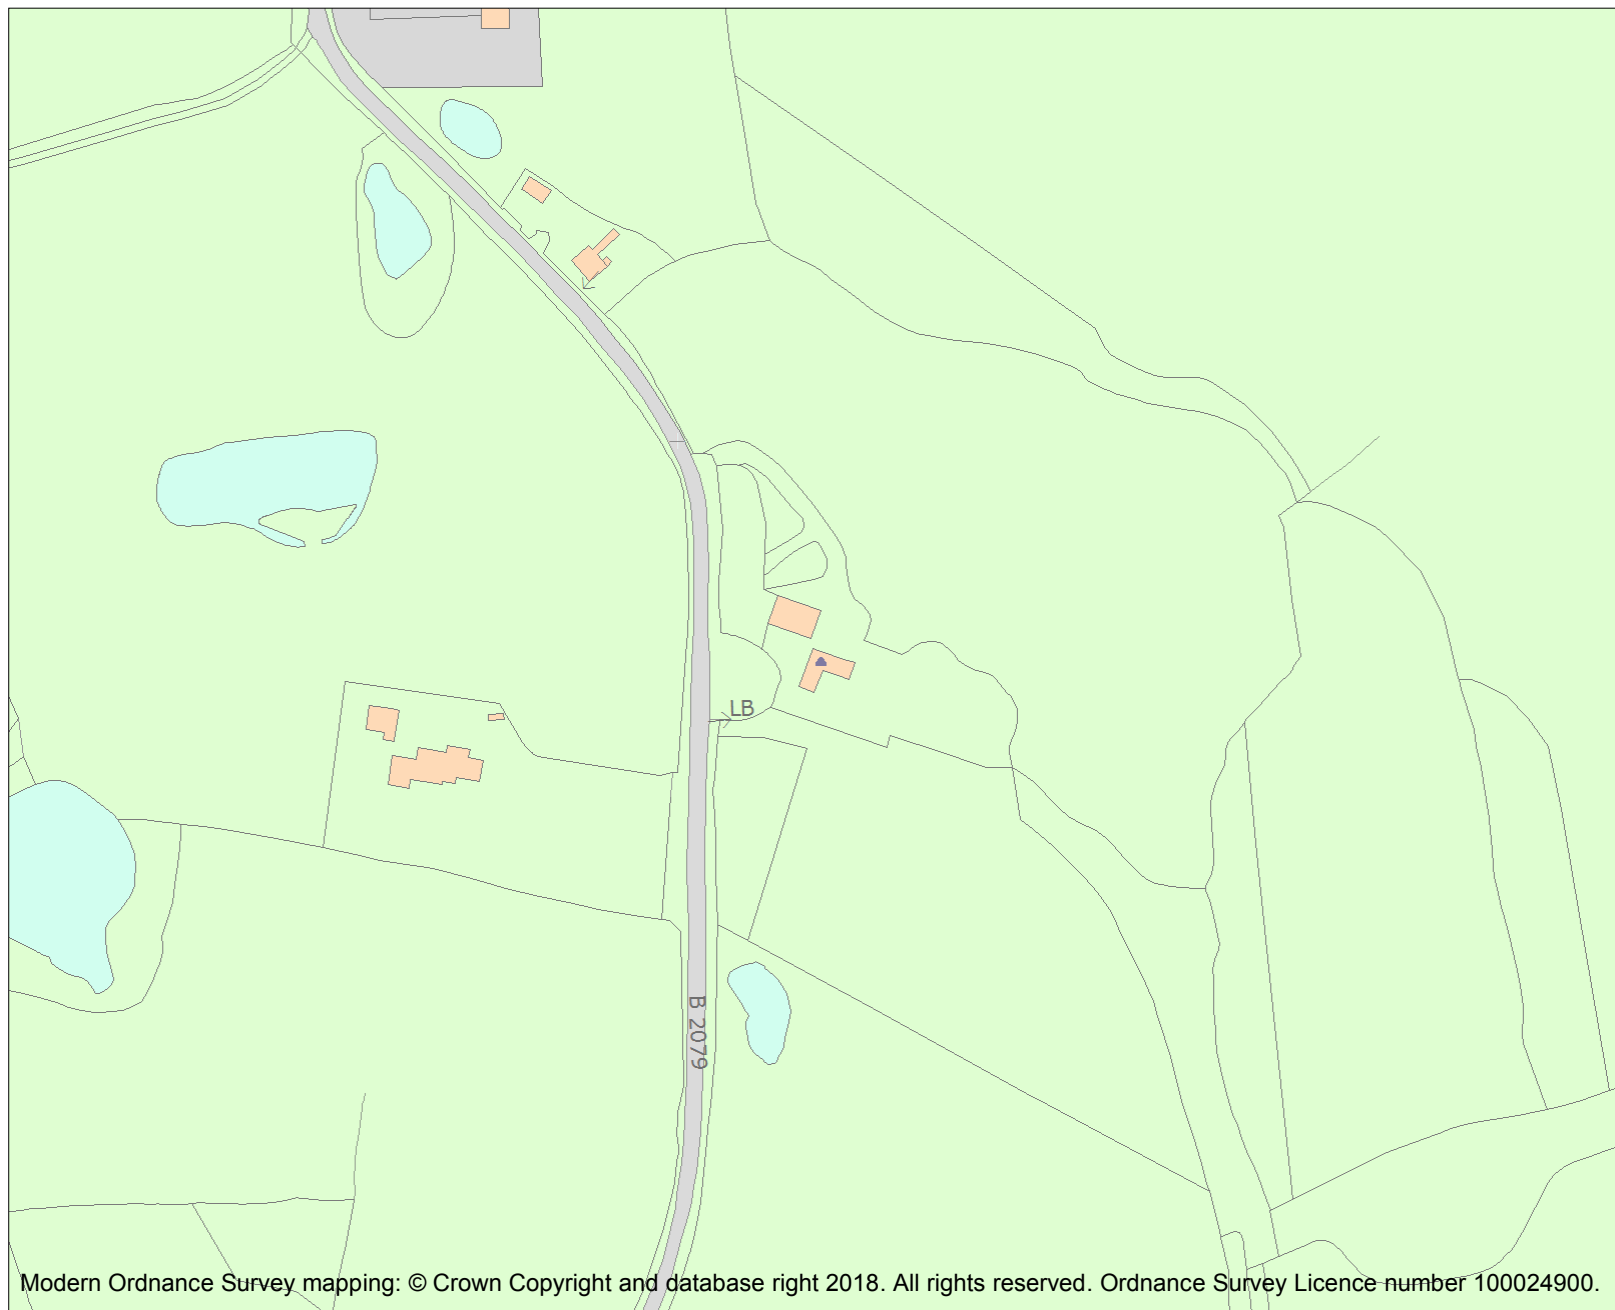 LB
B 2079
Modern Ordnance Survey mapping: © Crown Copyright and database right 2018. All rights reserved. Ordnance Survey Licence number 100024900.